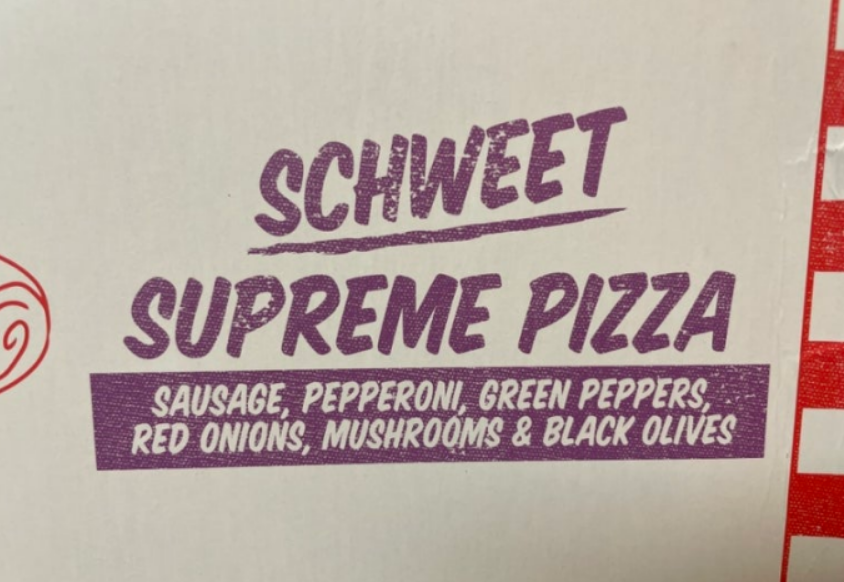 SCHWEET
SUPREME PIZZA
SAUSAGE, PEPPERONI, GREEN PEPPERS,
RED ONIONS, MUSHROOMS & BLACK OLIVES